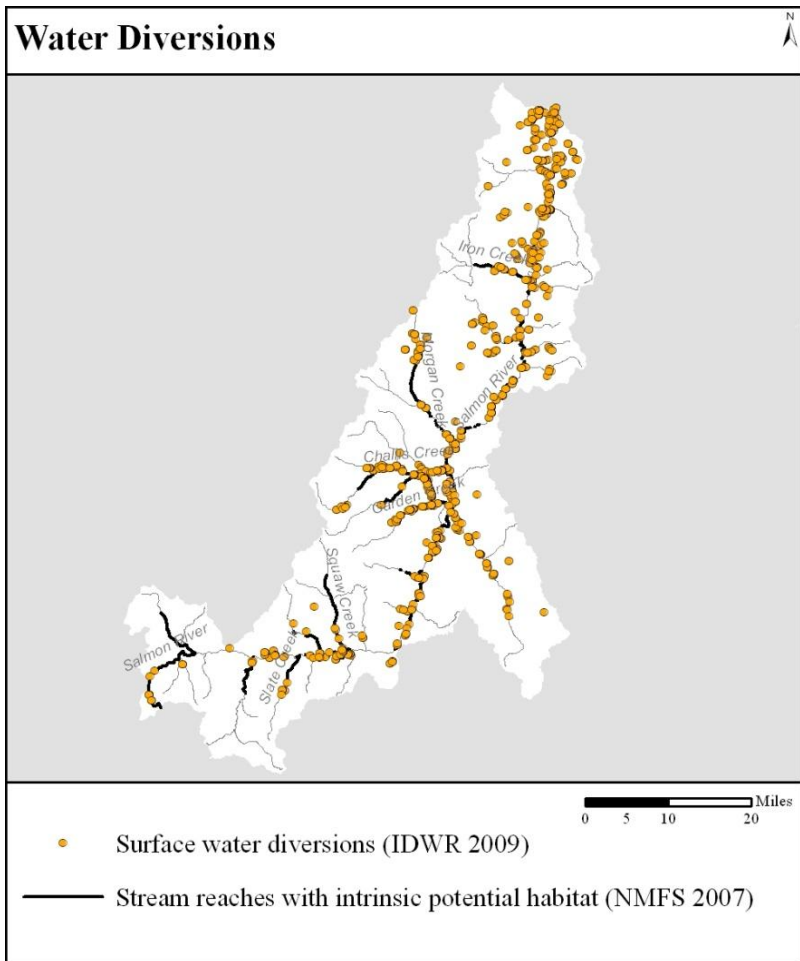 Water Diversions
N
Iron Creek
Morgan Creek
Salmon River
Challis Creek
Garden Creek
Squaw Creek
Salmon River
Slate Creek
Miles
0 5 10 20
Surface water diversions (IDWR 2009)
Stream reaches with intrinsic potential habitat (NMFS 2007)